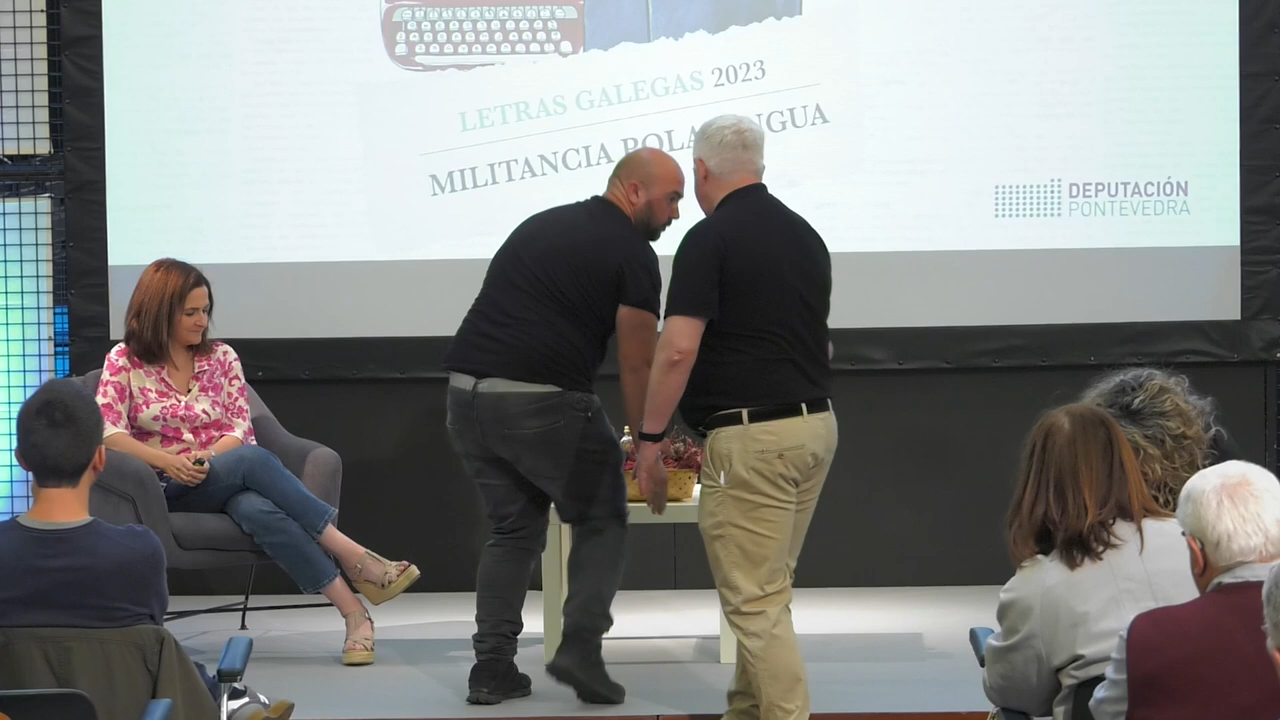 LETRAS GALEGAS 2023
MILITANCIA POLA
DEPUTACIÓN
PONTEVEDRA